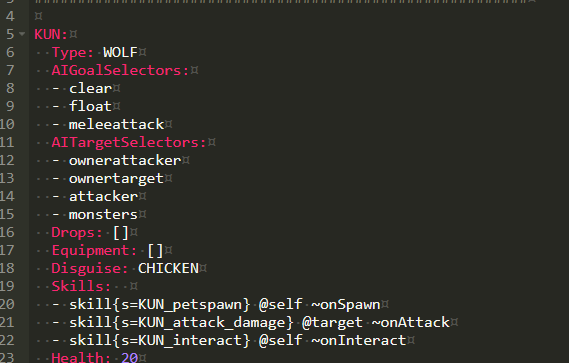 4 ¤
5 KUN:¤
6 Type: WOLF¤
7 AIGoalSelectors:¤
8 - clear¤
9 - float¤
10 - meleeattack¤
11 AITargetSelectors:¤
12 - ownerattacker¤
13 - ownertarget¤
14 - attacker¤
15 - monsters¤
16 Drops: []¤
17 Equipment: []¤
18 Disguise: CHICKEN¤
19 Skills: ¤
20 - skill{s=KUN_petspawn} @self ~onSpawn¤
21 - skill{s=KUN_attack_damage} @target ~onAttack¤
22 - skill{s=KUN_interact} @self ~onInteract¤
23 Health: 20¤